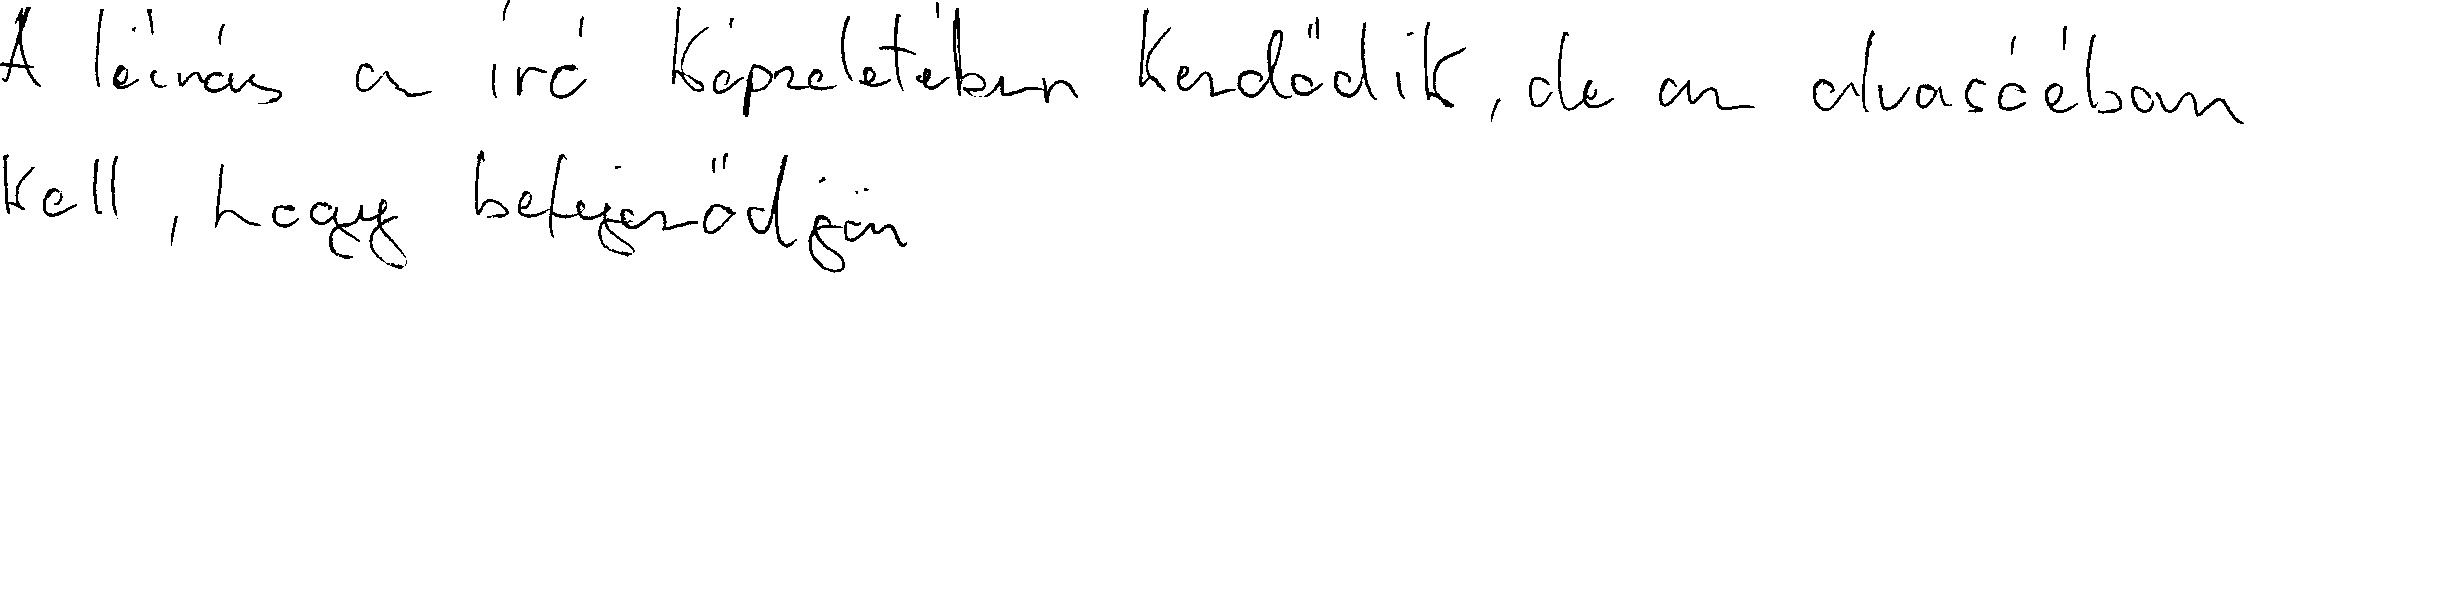 A leírás az író képzeletében kezdődik, de az olvasóéban
kell, hogy befejeződjön